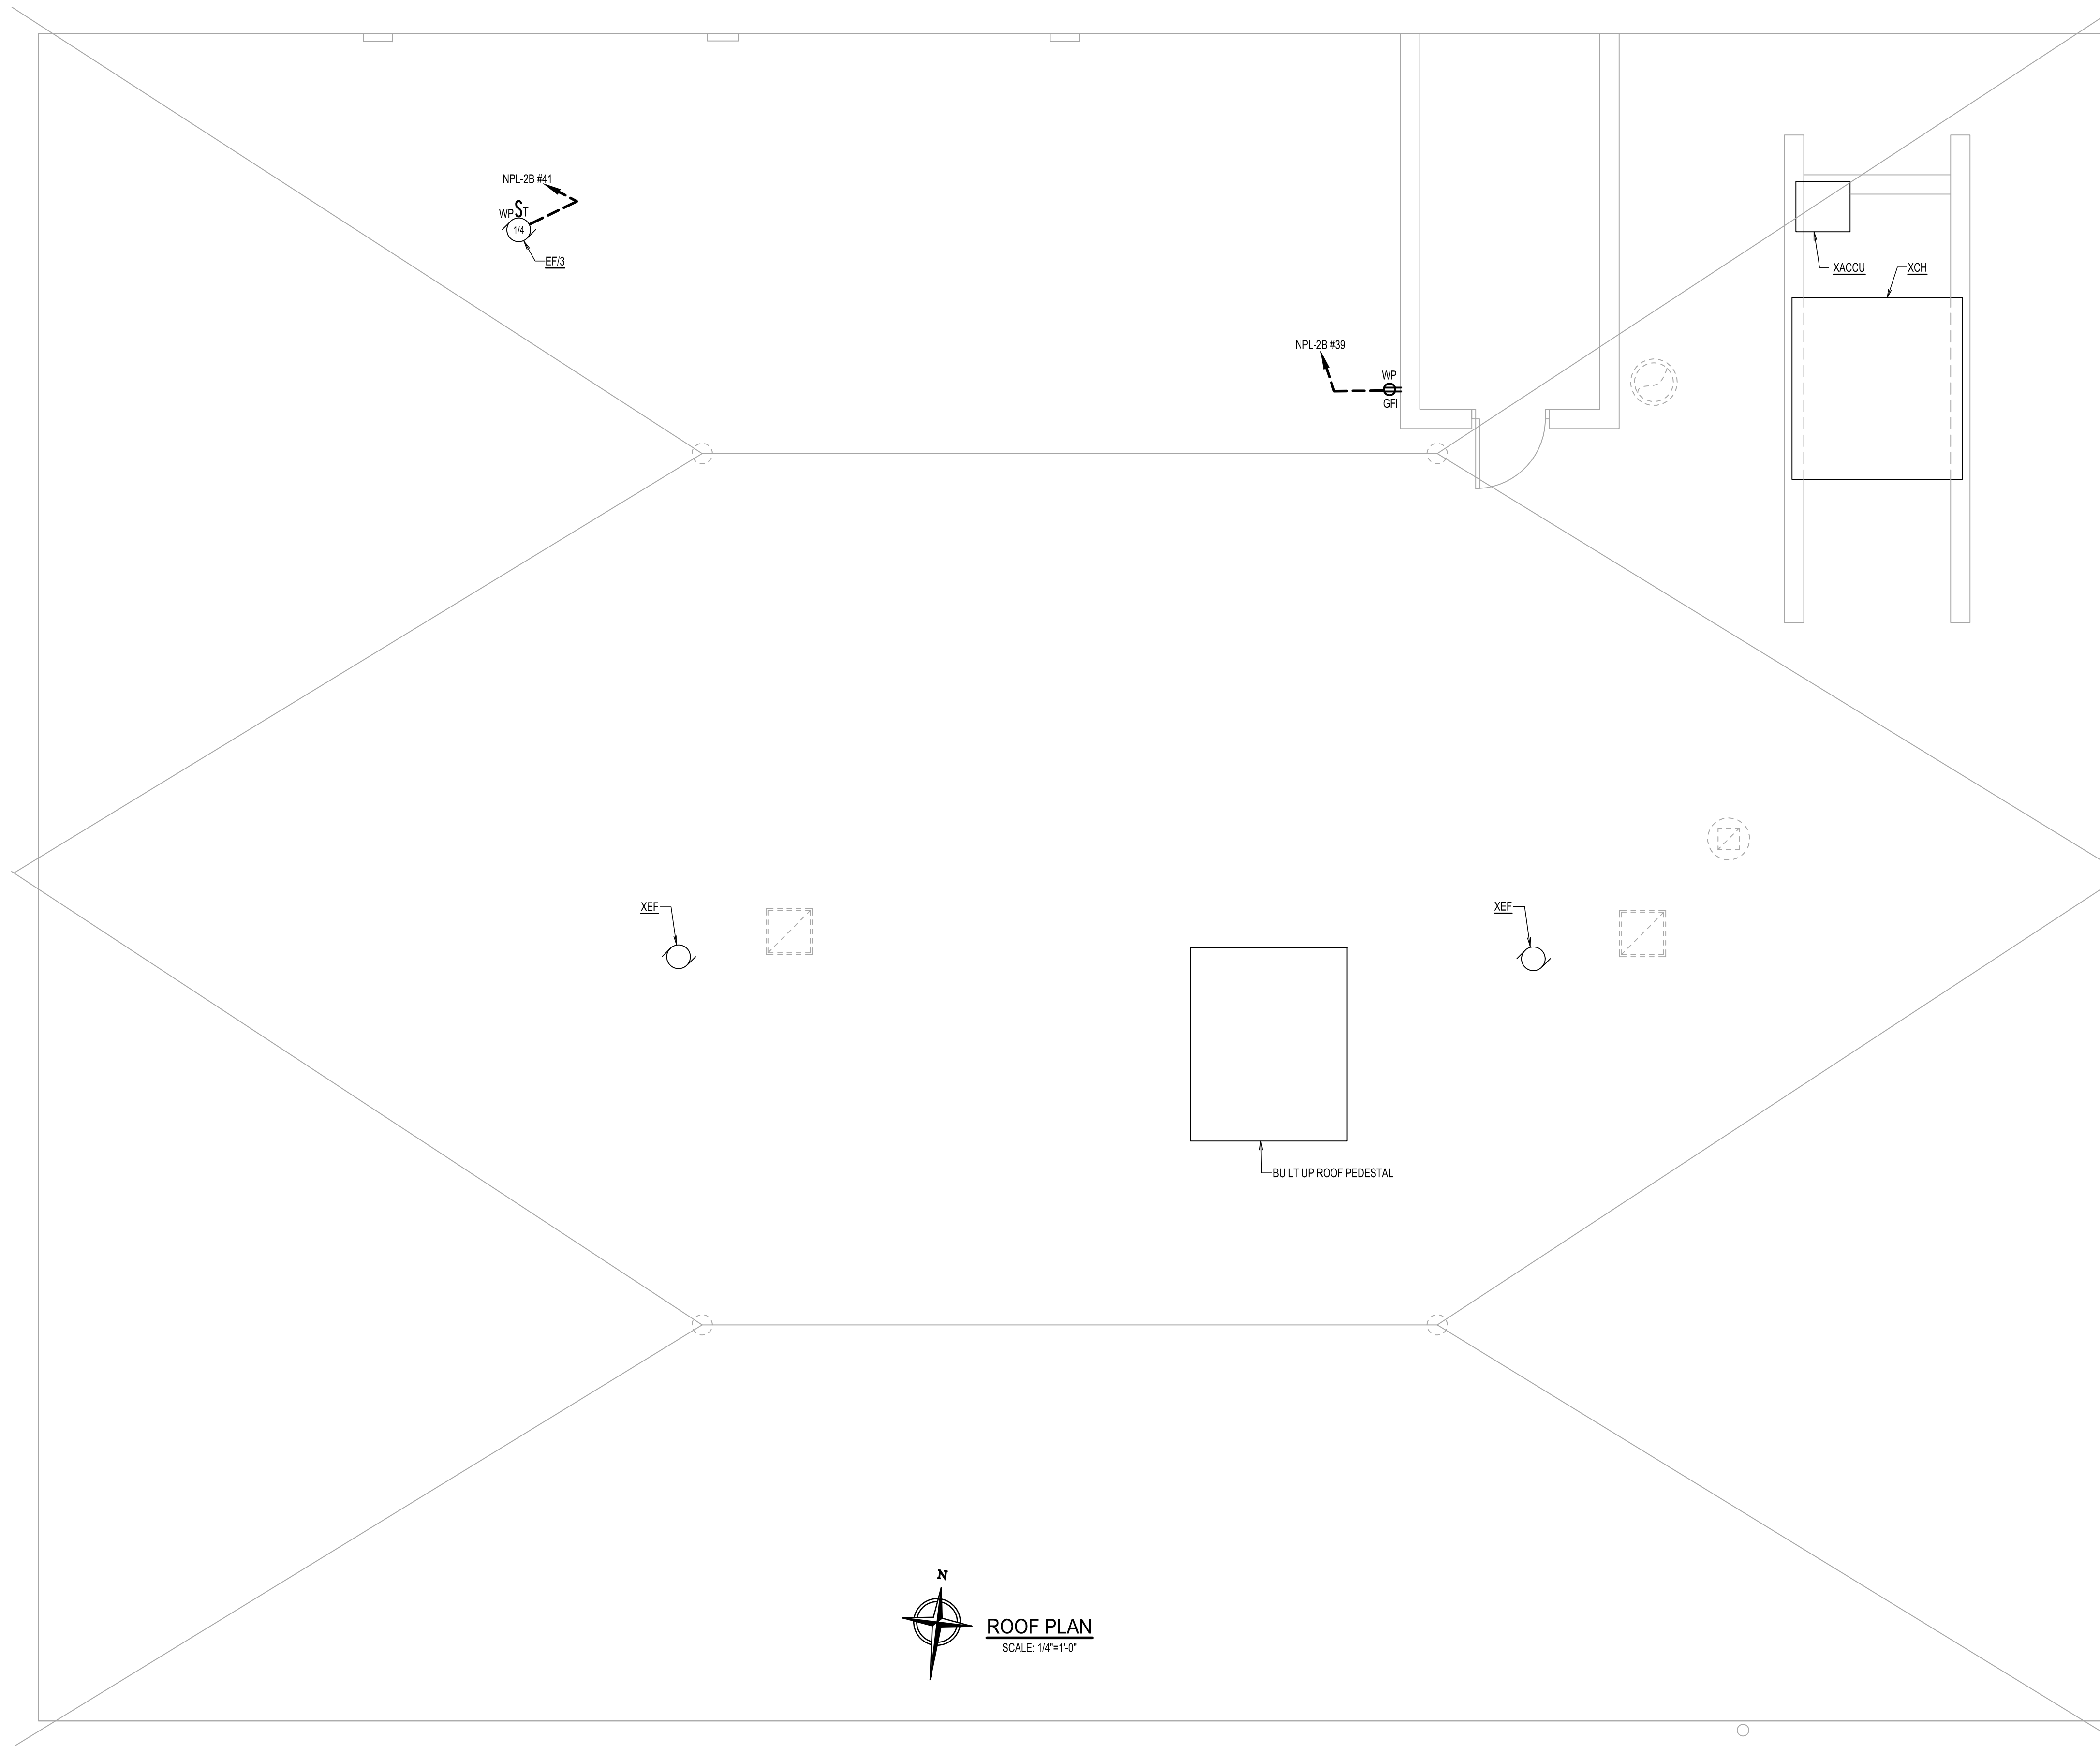 NPL-2B #41
WP ST
1/4
EF/3
XACCU
XCH
NPL-2B #39
WP
GFI
XEF
XEF
BUILT UP ROOF PEDESTAL
N
ROOF PLAN
SCALE: 1/4"=1'-0"